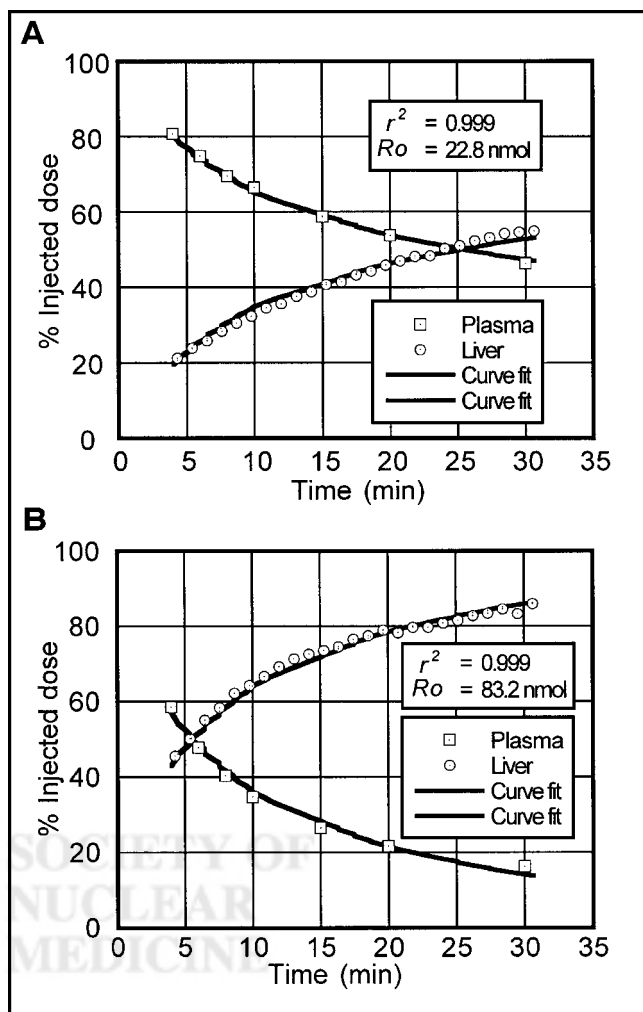 A
100
80
60
40
20
0
% Injected dose
r² = 0.999
Ro = 22.8 nmol
Plasma
Liver
Curve fit
Curve fit
0 5 10 15 20 25 30 35
Time (min)
B
100
80
60
40
20
0
% Injected dose
r² = 0.999
Ro = 83.2 nmol
Plasma
Liver
Curve fit
Curve fit
0 5 10 15 20 25 30 35
Time (min)
SOCIETY OF
NUCLEAR
MEDICINE